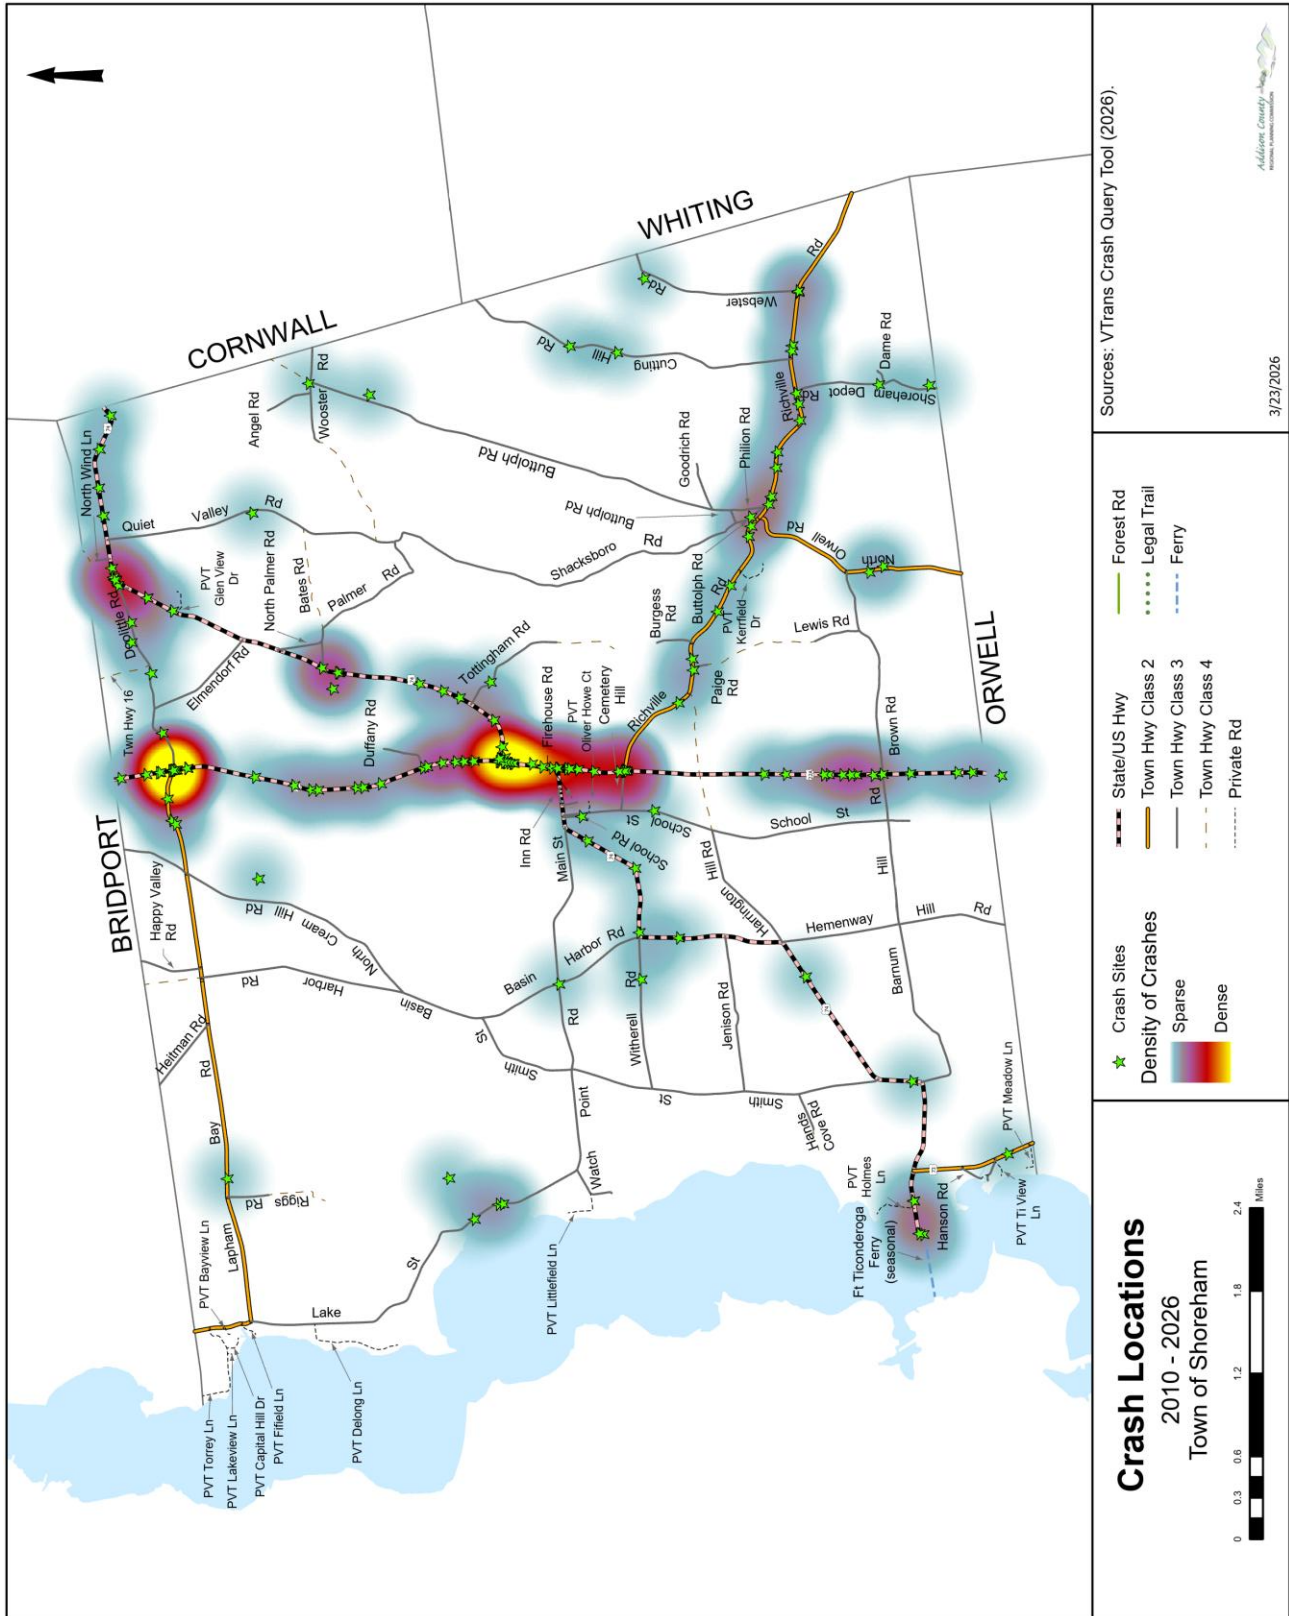 CORNWALL
WHITING
BRIDPORT
ORWELL
North Wind Ln
Quiet
Valley
Rd
Angel Rd
Wooster
Rd
PVT
Glen View
Dr
Doolittle Rd
Twn Hwy 16
Elmendorf Rd
North Palmer Rd
Bates Rd
Palmer
Rd
Buttolph Rd
Goodrich Rd
Philion Rd
Buttolph Rd
Shacksboro
Rd
Cutting
Hill
Rd
Webster
Rd
Richville
Rd
Shoreham
Depot
Rd
Dame Rd
North
Orwell
Rd
Buttolph Rd
Burgess
Rd
Rd
PVT
Kerrfield
Dr
Lewis Rd
Paige
Rd
Richville
Tottingham Rd
Duffany Rd
Firehouse Rd
PVT
Oliver Howe Ct
Cemetery
Hill
Inn Rd
Main St
School Rd
School
St
School
St
Brown Rd
Rd
Hill
Barnum
Hill Rd
Harrington
Hemenway
Hill
Rd
Happy Valley
Rd
North
Cream
Hill
Rd
Basin
Harbor
Rd
Basin
Harbor
Rd
Heitman Rd
Lapham
Bay
Rd
Riggs
Rd
Smith
St
Witherell
Rd
Jenison Rd
Smith
St
Hands
Cove Rd
Watch
Point
Rd
Lake
St
PVT Littlefield Ln
PVT Bayview Ln
PVT Torrey Ln
PVT Lakeview Ln
PVT Capital Hill Dr
PVT Fifield Ln
PVT Delong Ln
Ft Ticonderoga
Ferry
(seasonal)
PVT
Holmes
Ln
Hanson Rd
PVT Ti View
Ln
PVT Meadow Ln
Crash Locations
2010 - 2026
Town of Shoreham
0 0.3 0.6 1.2 1.8 2.4
Miles
Crash Sites
Density of Crashes
Sparse
Dense
State/US Hwy
Town Hwy Class 2
Town Hwy Class 3
Town Hwy Class 4
Private Rd
Forest Rd
Legal Trail
Ferry
Sources: VTrans Crash Query Tool (2026).
3/23/2026
Addison County
REGIONAL PLANNING COMMISSION